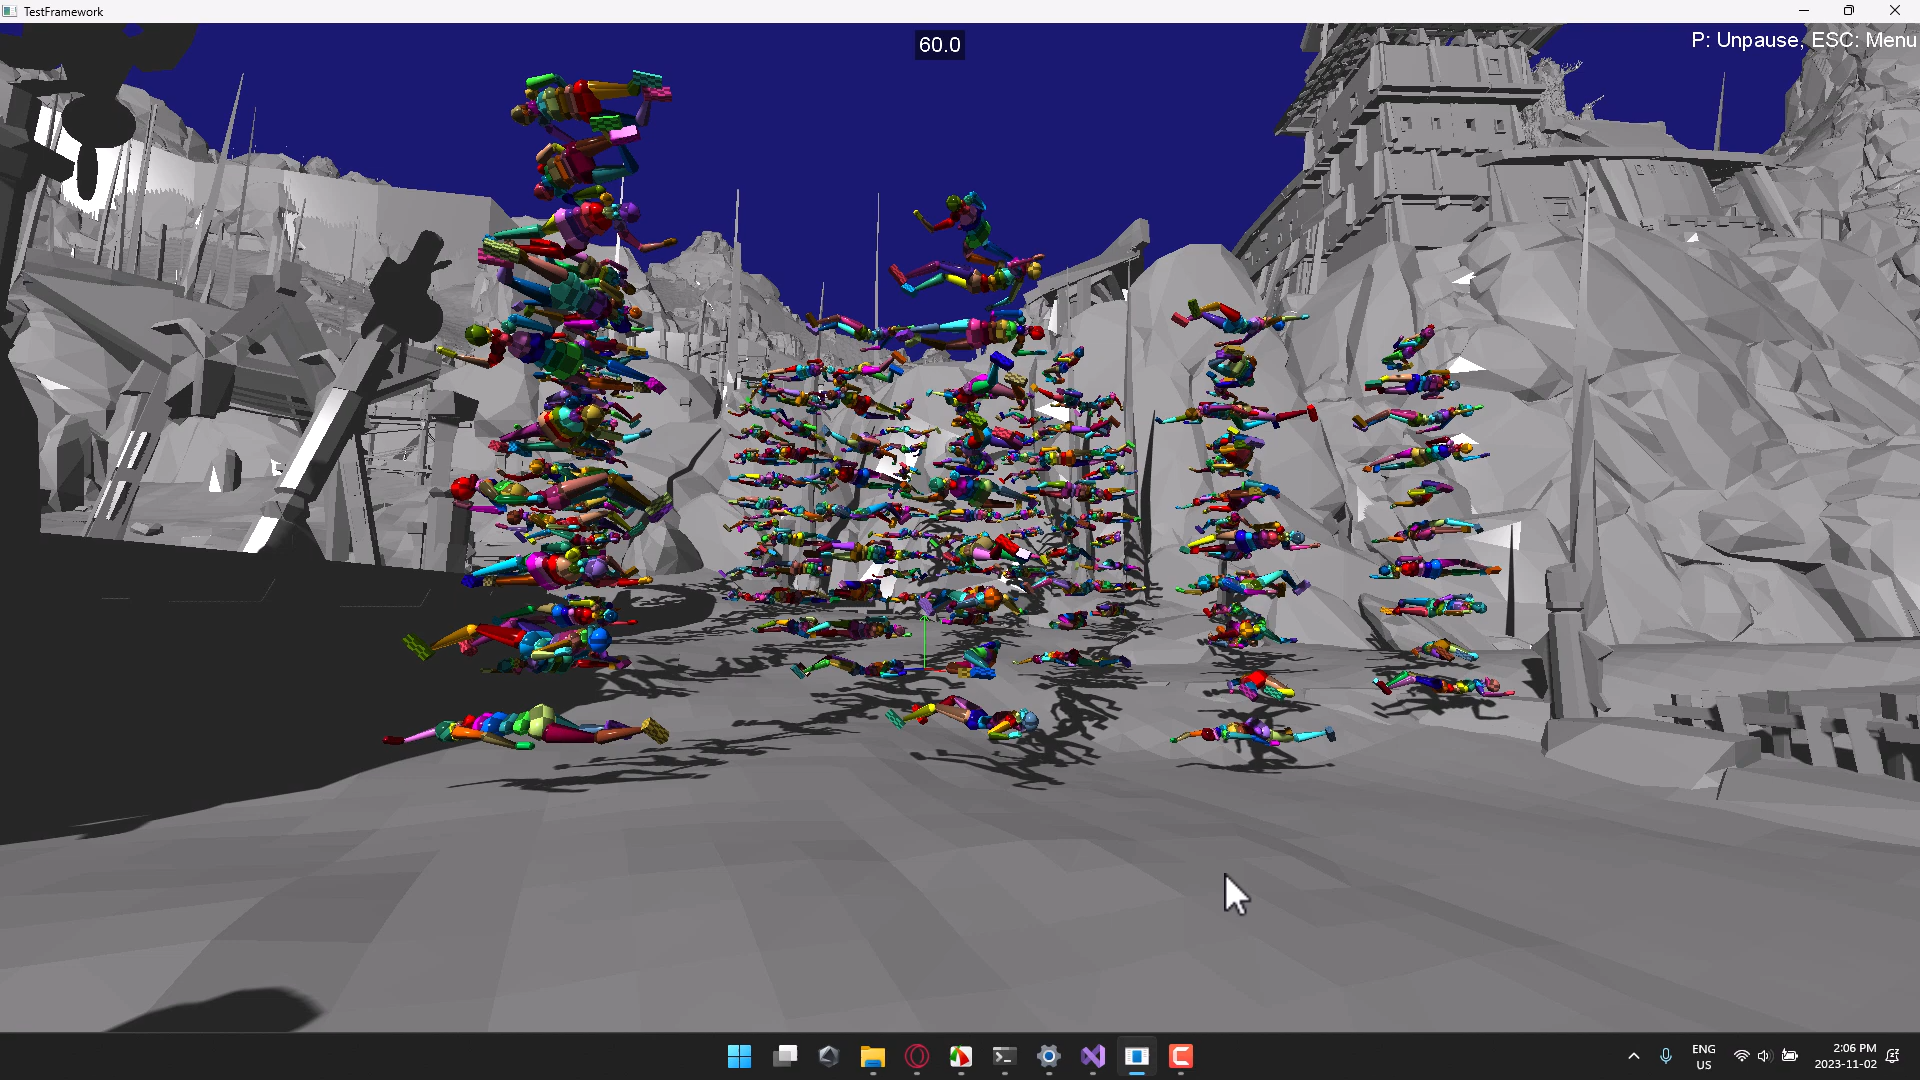 TestFramework
60.0
P: Unpause, ESC: Menu
ENG
US
2:06 PM
2023-11-02